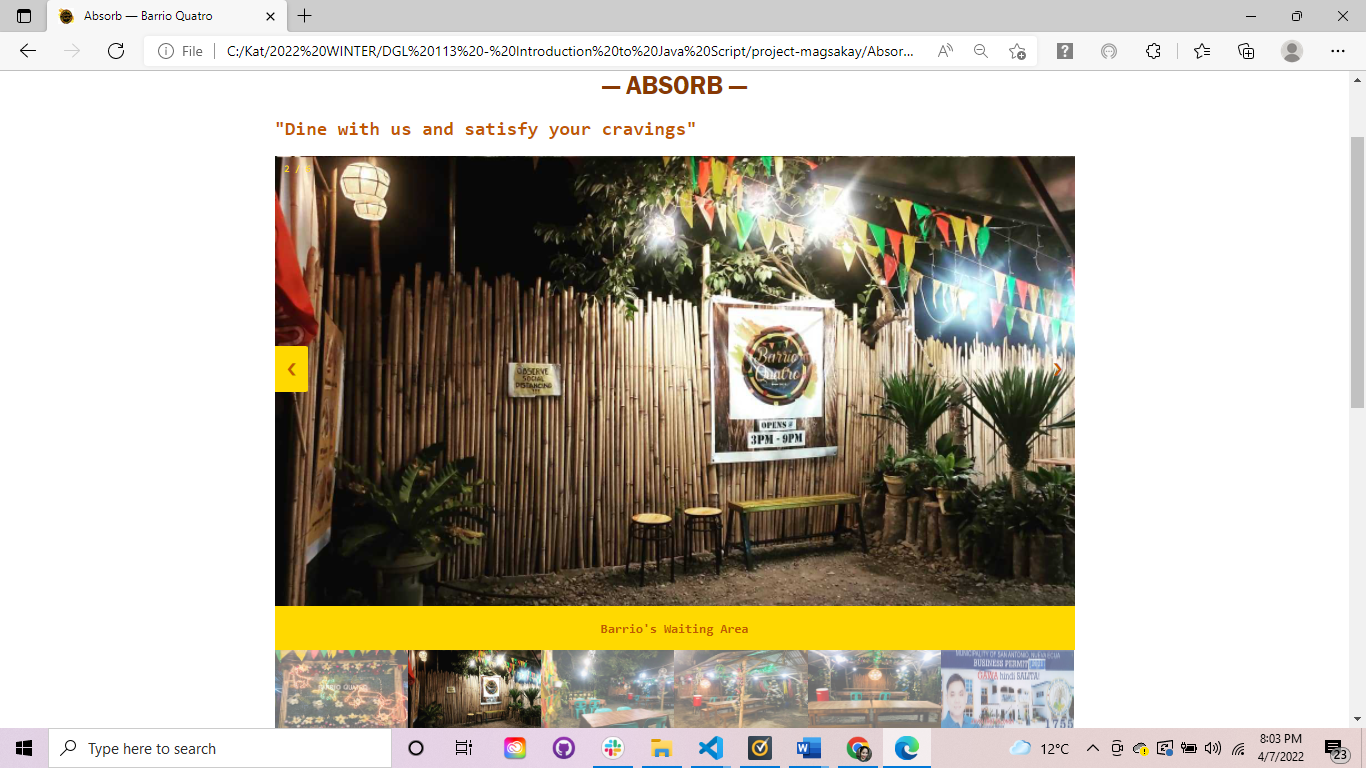 Absorb — Barrio Quatro
File
C:/Kat/2022%20WINTER/DGL%20113%20-%20Introduction%20to%20Java%20Script/project-magsakay/Absor...
— ABSORB —
"Dine with us and satisfy your cravings"
2 /
OBSERVE
SOCIAL
DISTANCING
Barrio
Quatro
OPENS @
3PM - 9PM
❮
❯
Barrio's Waiting Area
MUNICIPALITY OF SAN ANTONIO, NUEVA ECIJA
BUSINESS PERMIT 2021
GAWA hindi SALITA!
1755
Type here to search
12°C
8:03 PM
4/7/2022
23